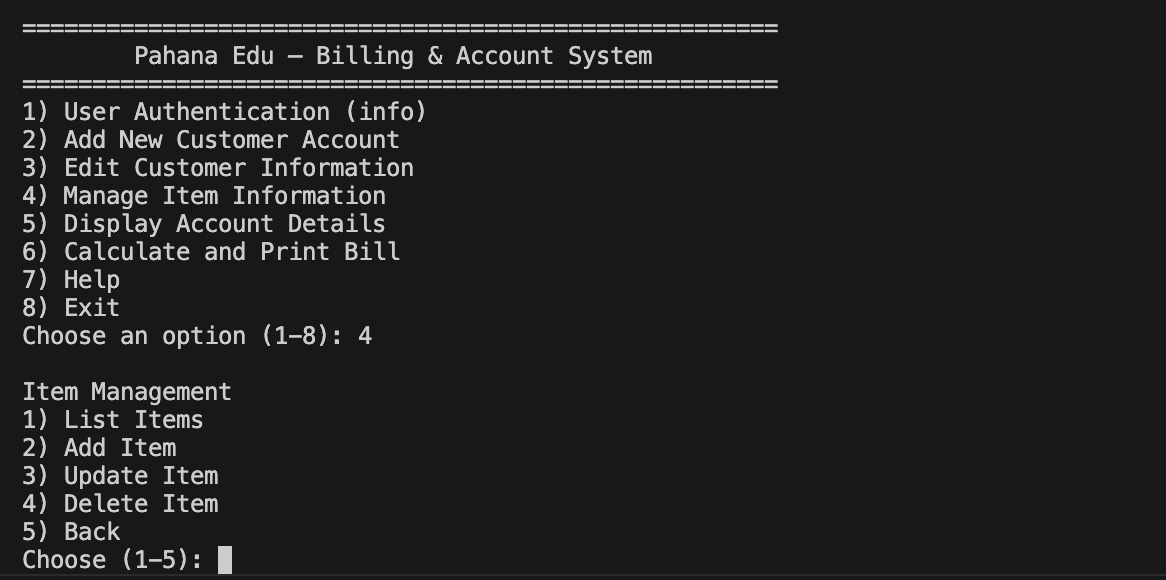 ======================================================
        Pahana Edu — Billing & Account System
======================================================
1) User Authentication (info)
2) Add New Customer Account
3) Edit Customer Information
4) Manage Item Information
5) Display Account Details
6) Calculate and Print Bill
7) Help
8) Exit
Choose an option (1–8): 4

Item Management
1) List Items
2) Add Item
3) Update Item
4) Delete Item
5) Back
Choose (1–5):